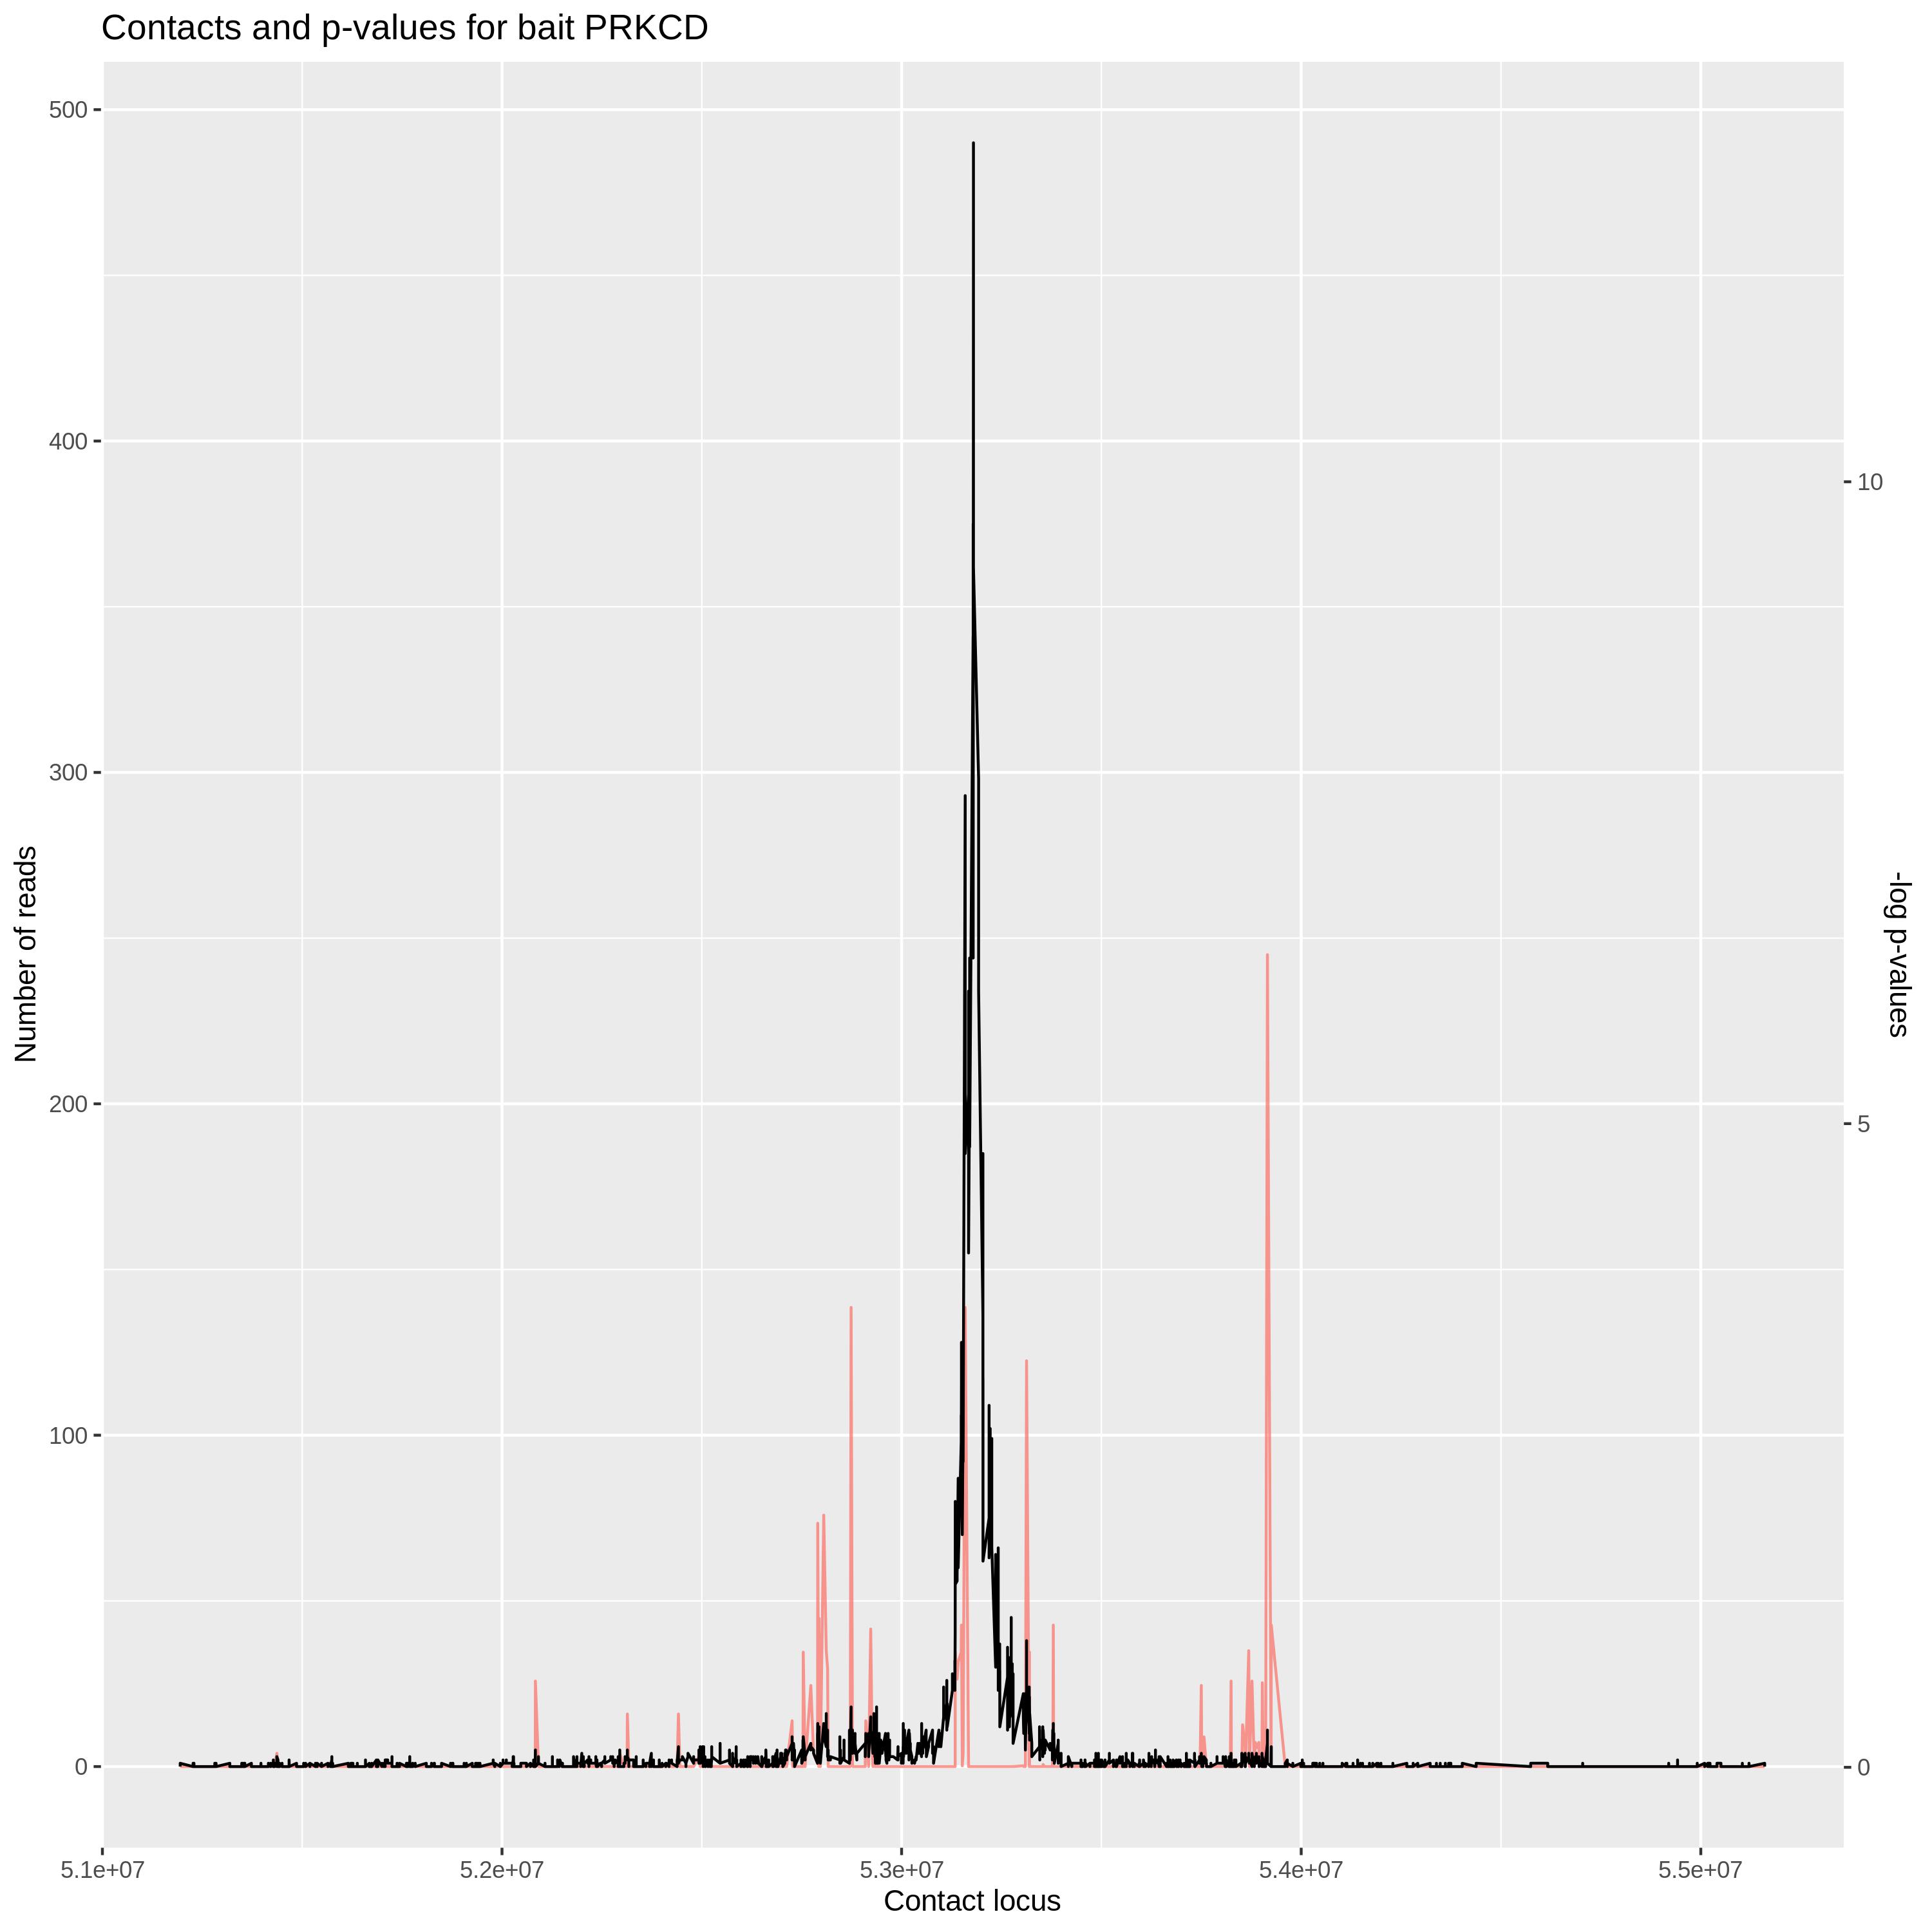 Contacts and p-values for bait PRKCD
500
400
300
200
100
0
Number of reads
10
5
0
-log p-values
5.1e+07
5.2e+07
5.3e+07
5.4e+07
5.5e+07
Contact locus